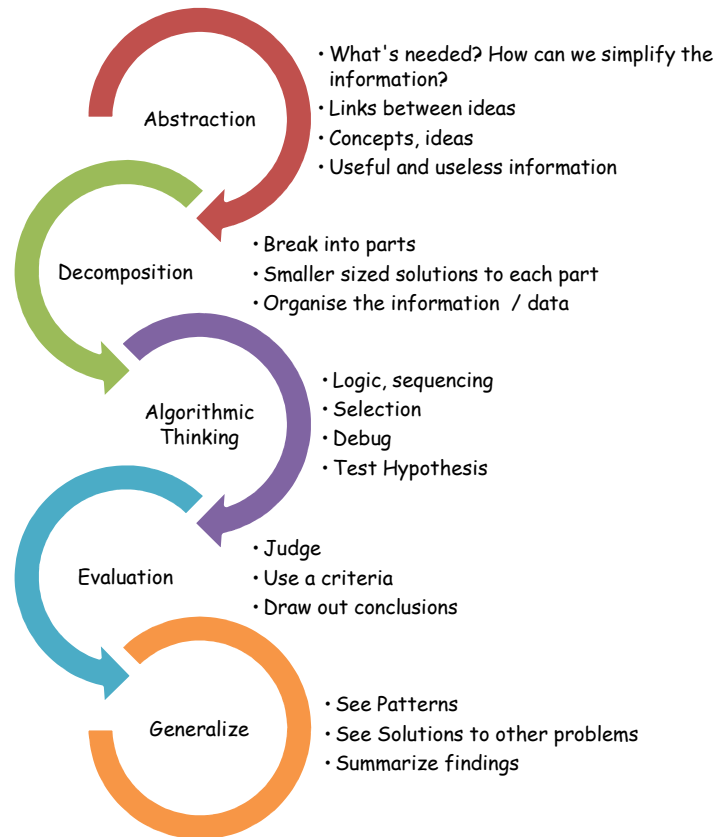 Abstraction
• What's needed? How can we simplify the
information?
• Links between ideas
• Concepts, ideas
• Useful and useless information
Decomposition
• Break into parts
• Smaller sized solutions to each part
• Organise the information / data
Algorithmic
Thinking
• Logic, sequencing
• Selection
• Debug
• Test Hypothesis
Evaluation
• Judge
• Use a criteria
• Draw out conclusions
Generalize
• See Patterns
• See Solutions to other problems
• Summarize findings